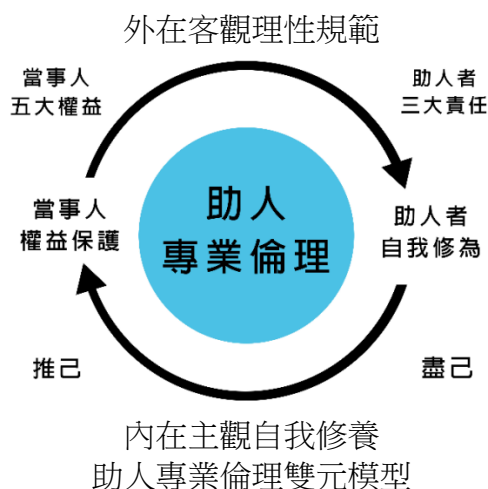 外在客觀理性規範
當事人
五大權益
助人者
三大責任
當事人
權益保護
助人
專業倫理
助人者
自我修為
推己
盡己
內在主觀自我修養
助人專業倫理雙元模型